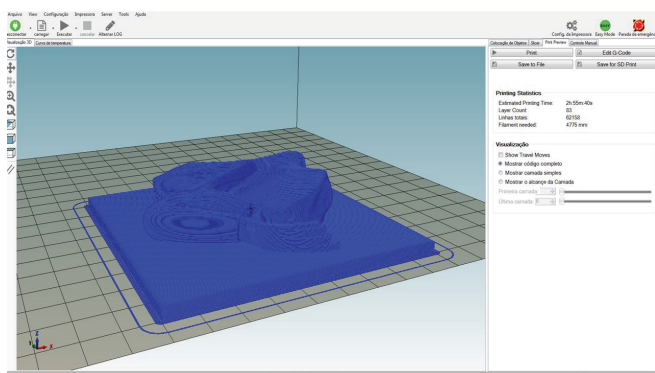 Arquivo View Configuração Impressora Server Tools Ajuda
esconectar carregar Executar cancelar Alternar LOG Config. da Impressora Easy Mode Parada de emergênc
isualização 3D Curva de temperatura Colocação de Objetos Slicer Print Preview Controle Manual
Print Edit G-Code
Save to File Save for SD Print
Printing Statistics
Estimated Printing Time: 2h:55m:40s
Layer Count: 83
Linhas totais: 62158
Filament needed: 4775 mm
Visualização
Show Travel Moves
Mostrar código completo
Mostrar camada simples
Mostrar o alcance da Camada
Primeira camada
Última camada
Z
X